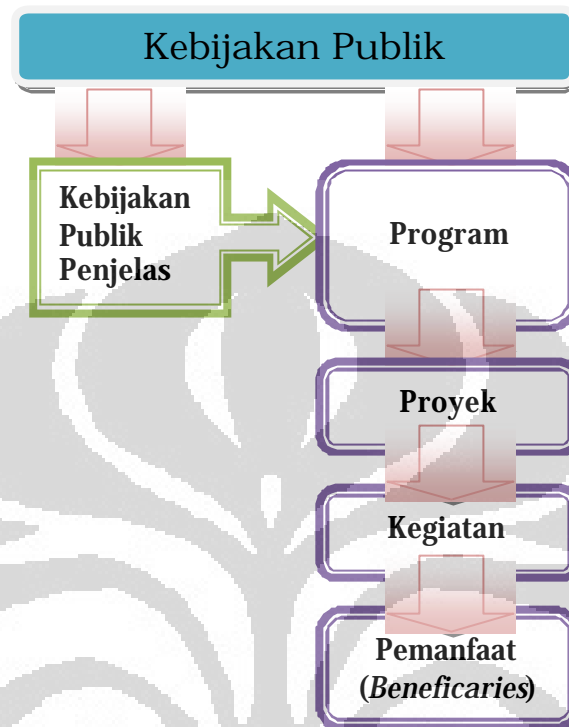 Kebijakan Publik
Kebijakan
Publik
Penjelas
Program
Proyek
Kegiatan
Pemanfaat
(Beneficaries)